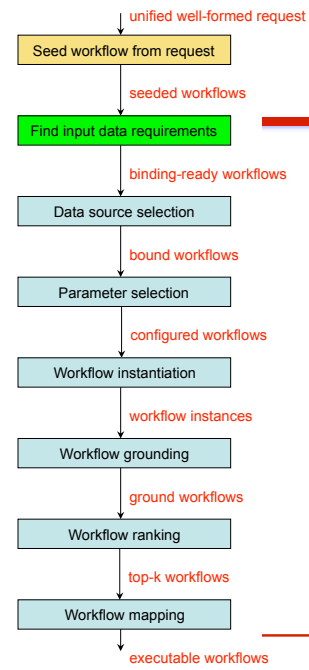 unified well-formed request
Seed workflow from request
seeded workflows
Find input data requirements
binding-ready workflows
Data source selection
bound workflows
Parameter selection
configured workflows
Workflow instantiation
workflow instances
Workflow grounding
ground workflows
Workflow ranking
top-k workflows
Workflow mapping
executable workflows